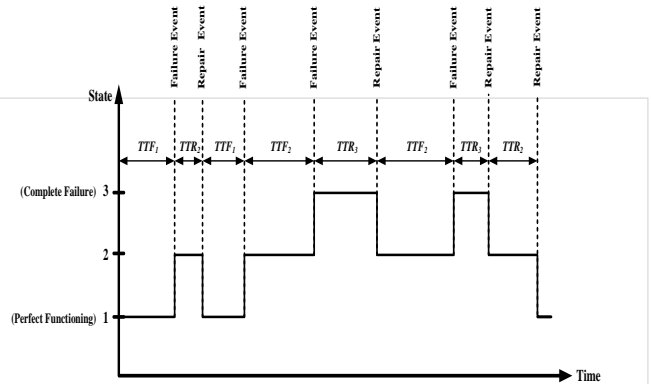 Failure Event
Repair Event
Failure Event
Failure Event
Repair Event
Failure Event
Repair Event
Repair Event
State
TTF1 TTR2 TTF1 TTF2 TTR3 TTF2 TTR3 TTR2
(Complete Failure) 3
2
(Perfect Functioning) 1
Time